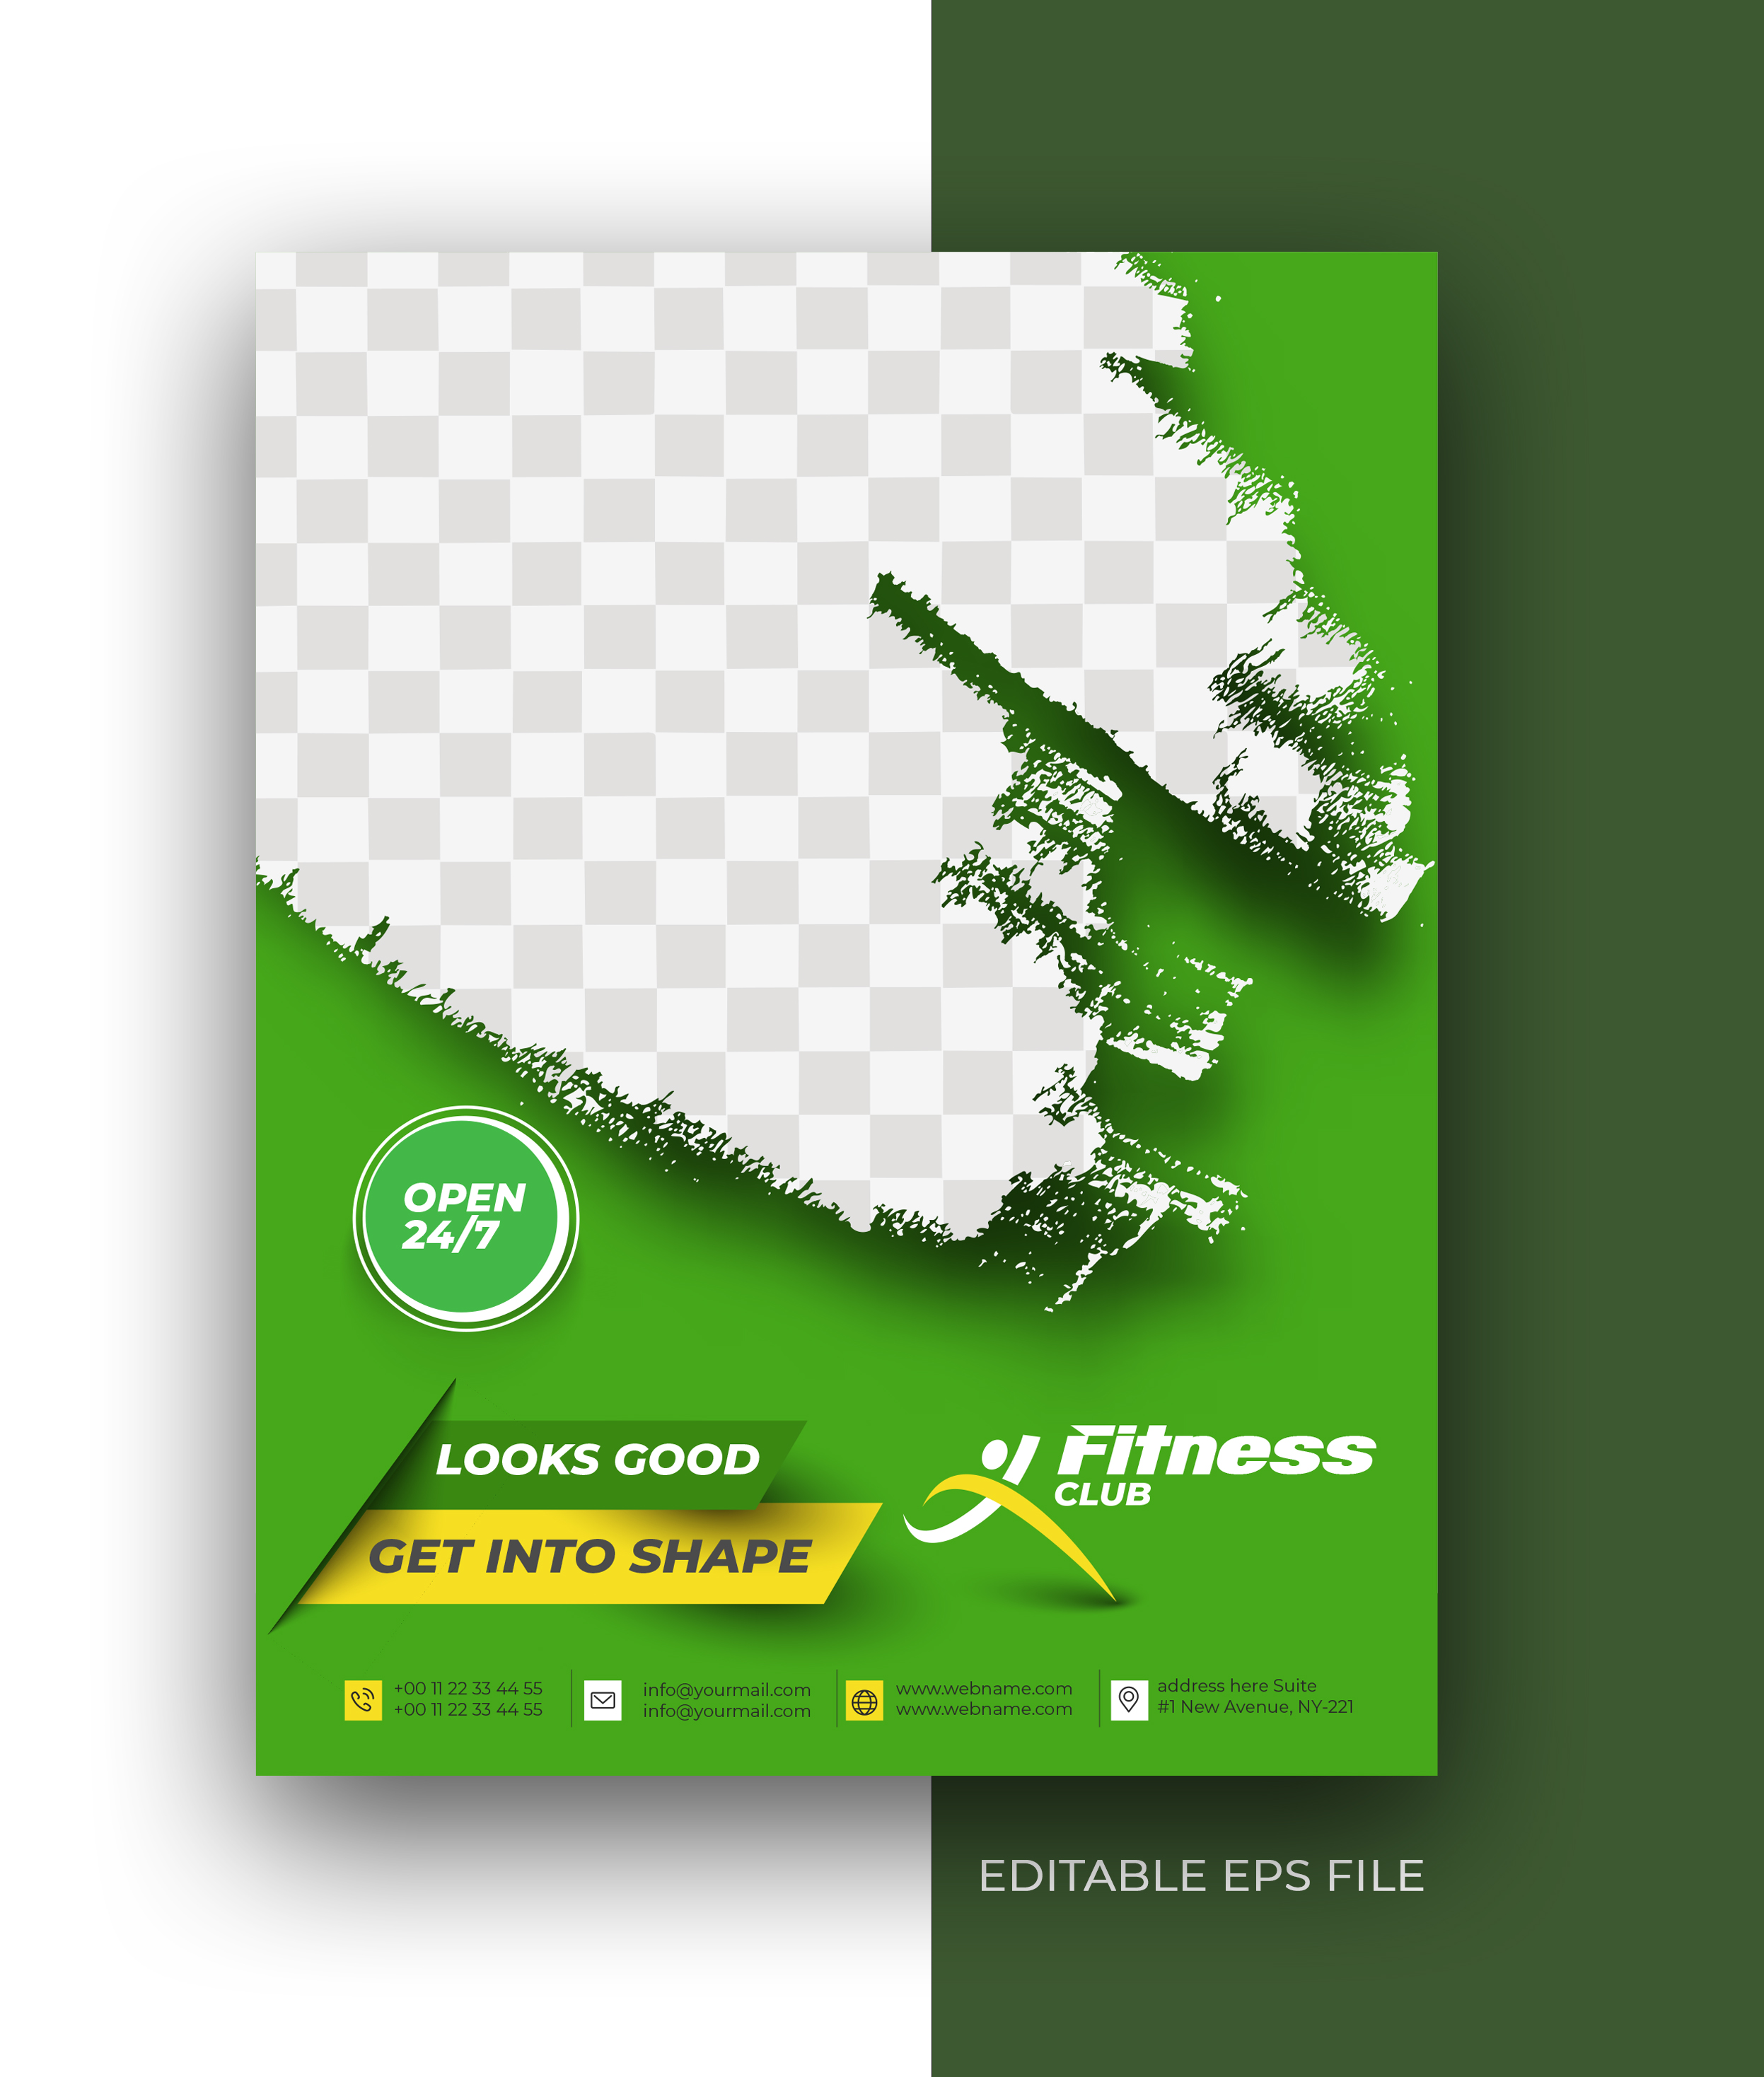 OPEN
24/7
LOOKS GOOD
GET INTO SHAPE
Fitness
CLUB
+00 11 22 33 44 55
+00 11 22 33 44 55
info@yourmail.com
info@yourmail.com
www.webname.com
www.webname.com
address here Suite
#1 New Avenue, NY-221
EDITABLE EPS FILE